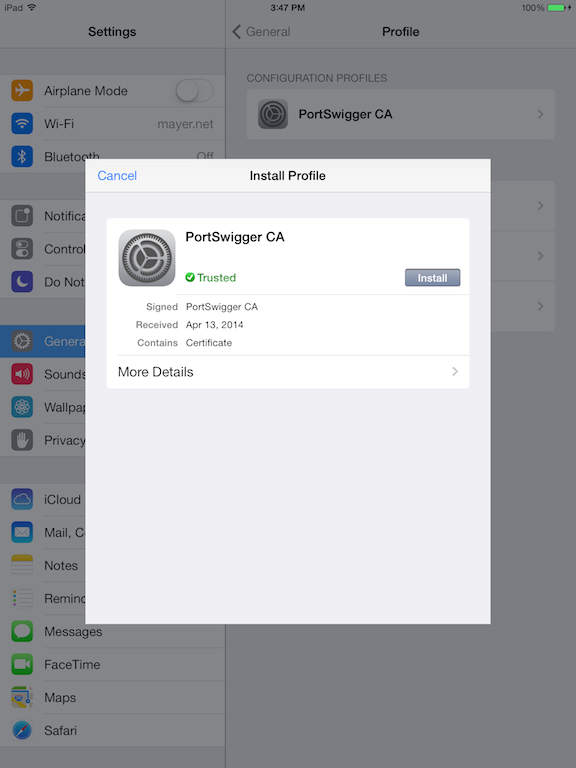 iPad 3:47 PM 100%
Settings
General Profile
Airplane Mode
Wi-Fi mayer.net
Bluetooth Off
Notifica
Control
Do Not
Genera
Sounds
Wallpap
Privacy
iCloud
Mail, C
Notes
Remind
Messages
FaceTime
Maps
Safari
CONFIGURATION PROFILES
PortSwigger CA
Cancel Install Profile
PortSwigger CA
Trusted Install
Signed PortSwigger CA
Received Apr 13, 2014
Contains Certificate
More Details